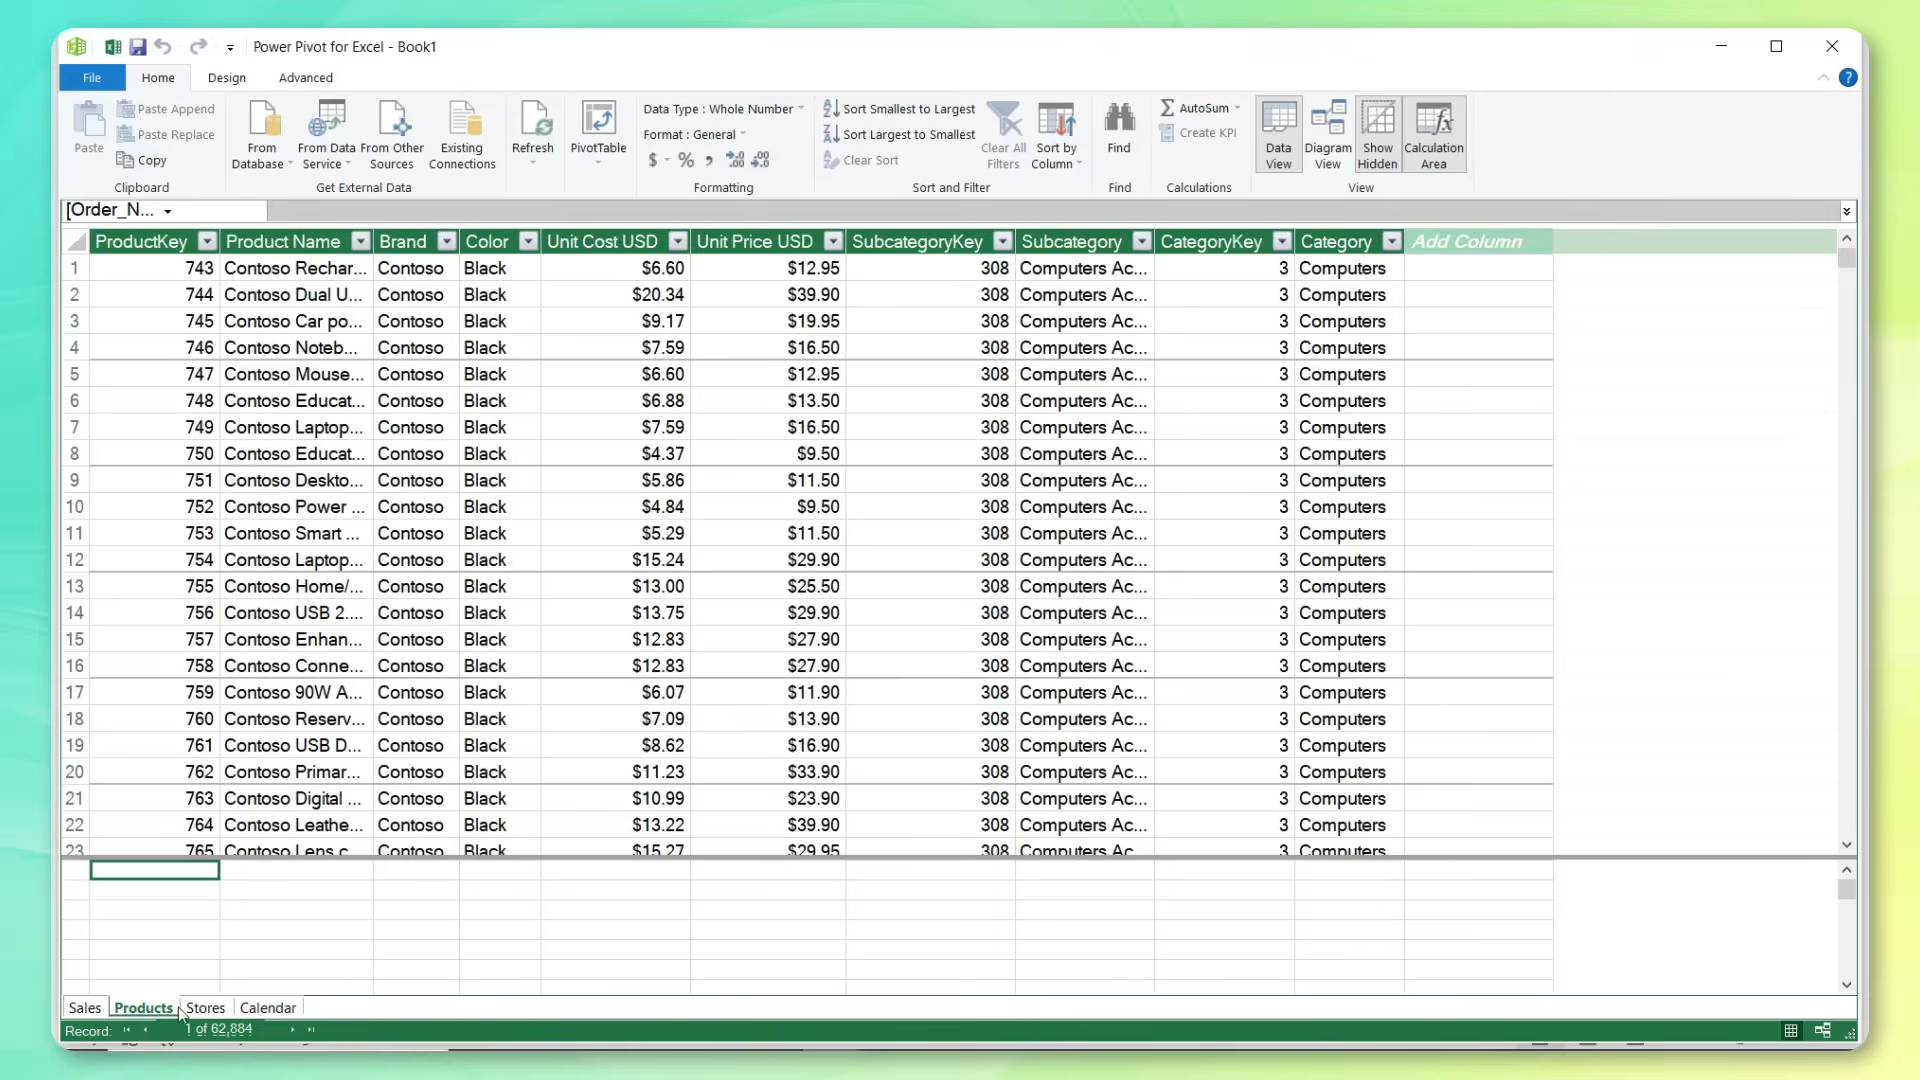 Power Pivot for Excel - Book1
File Home Design Advanced
Paste
Paste Append
Paste Replace
Copy
Clipboard
From Database
From Data Service
From Other Sources
Existing Connections
Get External Data
Refresh
PivotTable
Data Type : Whole Number
Format : General
$ % ,
Formatting
Sort Smallest to Largest
Sort Largest to Smallest
Clear Sort
Clear All Filters
Sort by Column
Sort and Filter
Find
Find
AutoSum
Create KPI
Calculations
Data View
Diagram View
Show Hidden
Calculation Area
View
[Order_N...
ProductKey Product Name Brand Color Unit Cost USD Unit Price USD SubcategoryKey Subcategory CategoryKey Category Add Column
1 743 Contoso Rechar... Contoso Black $6.60 $12.95 308 Computers Ac... 3 Computers
2 744 Contoso Dual U... Contoso Black $20.34 $39.90 308 Computers Ac... 3 Computers
3 745 Contoso Car po... Contoso Black $9.17 $19.95 308 Computers Ac... 3 Computers
4 746 Contoso Noteb... Contoso Black $7.59 $16.50 308 Computers Ac... 3 Computers
5 747 Contoso Mouse... Contoso Black $6.60 $12.95 308 Computers Ac... 3 Computers
6 748 Contoso Educat... Contoso Black $6.88 $13.50 308 Computers Ac... 3 Computers
7 749 Contoso Laptop... Contoso Black $7.59 $16.50 308 Computers Ac... 3 Computers
8 750 Contoso Educat... Contoso Black $4.37 $9.50 308 Computers Ac... 3 Computers
9 751 Contoso Deskto... Contoso Black $5.86 $11.50 308 Computers Ac... 3 Computers
10 752 Contoso Power ... Contoso Black $4.84 $9.50 308 Computers Ac... 3 Computers
11 753 Contoso Smart ... Contoso Black $5.29 $11.50 308 Computers Ac... 3 Computers
12 754 Contoso Laptop... Contoso Black $15.24 $29.90 308 Computers Ac... 3 Computers
13 755 Contoso Home/... Contoso Black $13.00 $25.50 308 Computers Ac... 3 Computers
14 756 Contoso USB 2.... Contoso Black $13.75 $29.90 308 Computers Ac... 3 Computers
15 757 Contoso Enhan... Contoso Black $12.83 $27.90 308 Computers Ac... 3 Computers
16 758 Contoso Conne... Contoso Black $12.83 $27.90 308 Computers Ac... 3 Computers
17 759 Contoso 90W A... Contoso Black $6.07 $11.90 308 Computers Ac... 3 Computers
18 760 Contoso Reserv... Contoso Black $7.09 $13.90 308 Computers Ac... 3 Computers
19 761 Contoso USB D... Contoso Black $8.62 $16.90 308 Computers Ac... 3 Computers
20 762 Contoso Primar... Contoso Black $11.23 $33.90 308 Computers Ac... 3 Computers
21 763 Contoso Digital ... Contoso Black $10.99 $23.90 308 Computers Ac... 3 Computers
22 764 Contoso Leathe... Contoso Black $13.22 $39.90 308 Computers Ac... 3 Computers
23 765 Contoso Lens c... Contoso Black $15.27 $29.95 308 Computers Ac... 3 Computers
Sales Products Stores Calendar
Record: 1 of 62,884